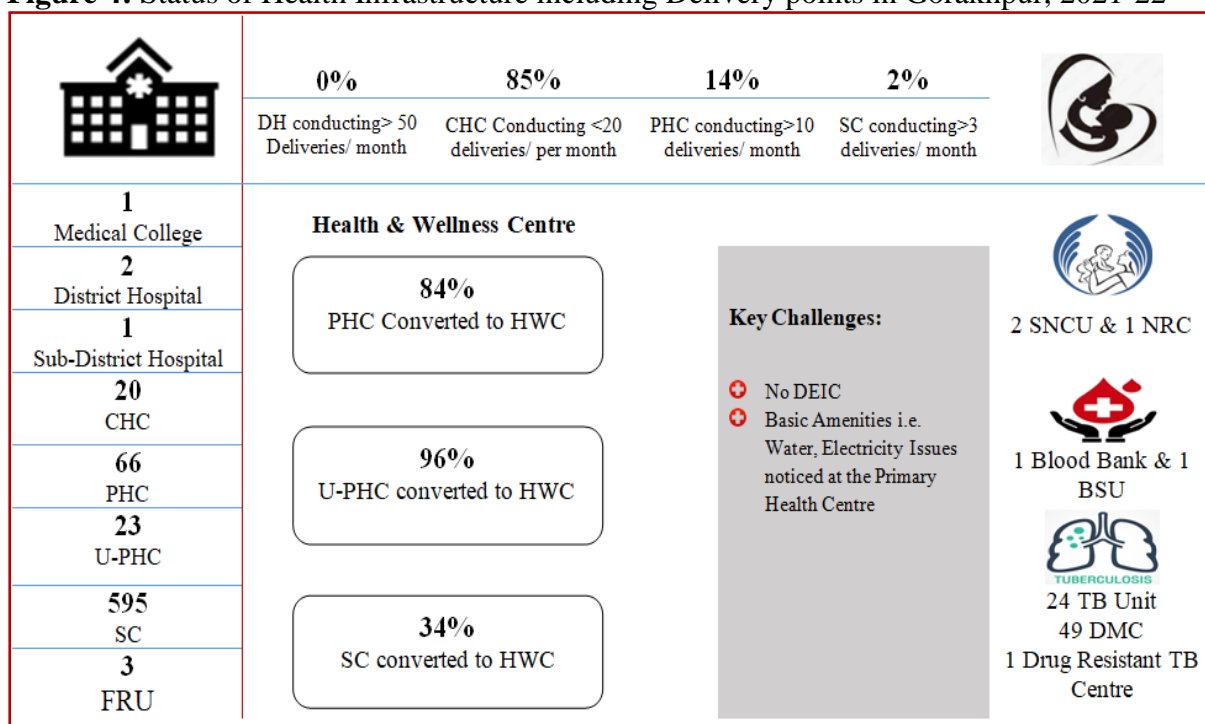 Figure 4. Status of Health Infrastructure including Delivery points in Gorakhpur, 2021-22
0%
85%
14%
2%
DH conducting> 50
Deliveries/ month
CHC Conducting <20
deliveries/ per month
PHC conducting>10
deliveries/ month
SC conducting>3
deliveries/ month
1
Medical College
2
District Hospital
1
Sub-District Hospital
20
CHC
66
PHC
23
U-PHC
595
SC
3
FRU
Health & Wellness Centre
84%
PHC Converted to HWC
96%
U-PHC converted to HWC
34%
SC converted to HWC
Key Challenges:
No DEIC
Basic Amenities i.e.
Water, Electricity Issues
noticed at the Primary
Health Centre
2 SNCU & 1 NRC
1 Blood Bank & 1
BSU
TUBERCULOSIS
24 TB Unit
49 DMC
1 Drug Resistant TB
Centre